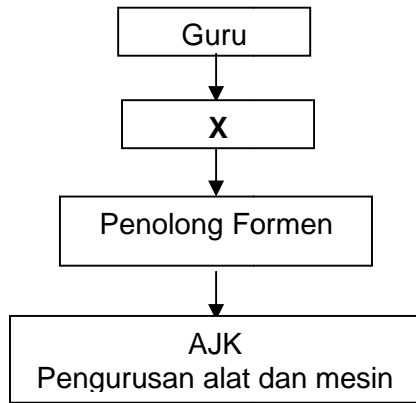 Guru
X
Penolong Formen
AJK
Pengurusan alat dan mesin